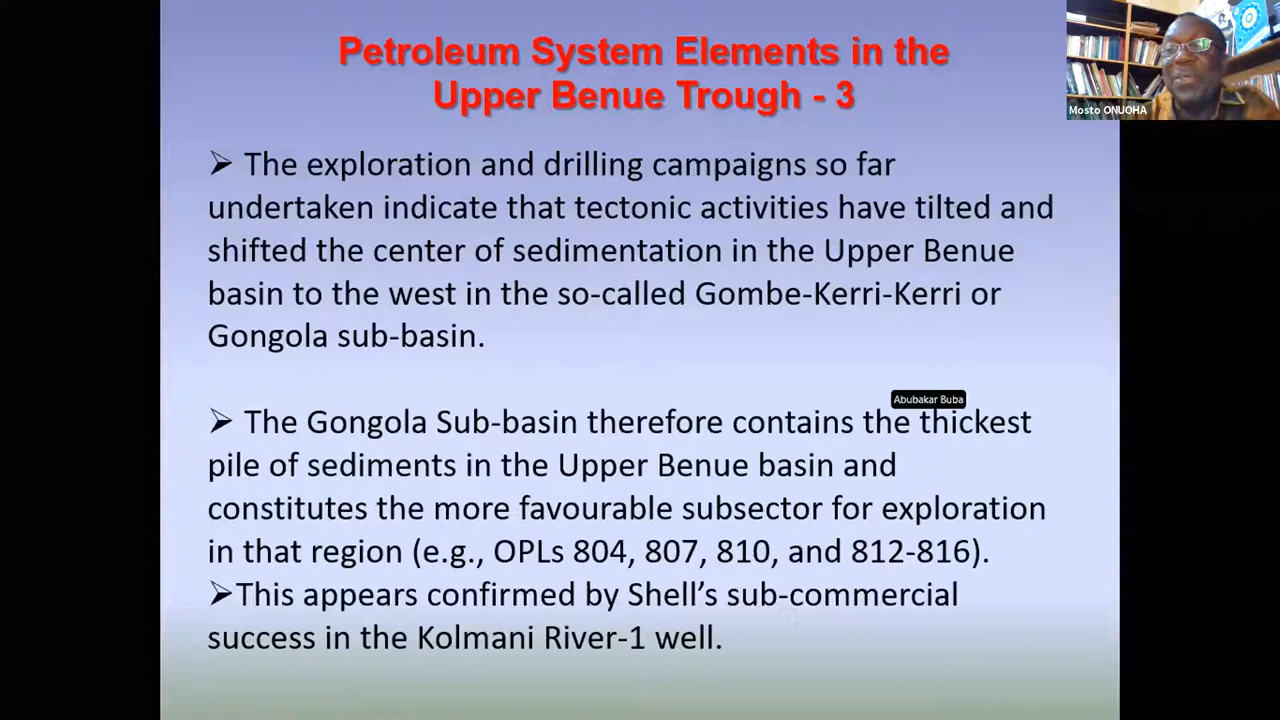 Petroleum System Elements in the
Upper Benue Trough - 3
Mosto ONUOHA
➢ The exploration and drilling campaigns so far
undertaken indicate that tectonic activities have tilted and
shifted the center of sedimentation in the Upper Benue
basin to the west in the so-called Gombe-Kerri-Kerri or
Gongola sub-basin.
Abubakar Buba
➢ The Gongola Sub-basin therefore contains the thickest
pile of sediments in the Upper Benue basin and
constitutes the more favourable subsector for exploration
in that region (e.g., OPLs 804, 807, 810, and 812-816).
➢This appears confirmed by Shell’s sub-commercial
success in the Kolmani River-1 well.